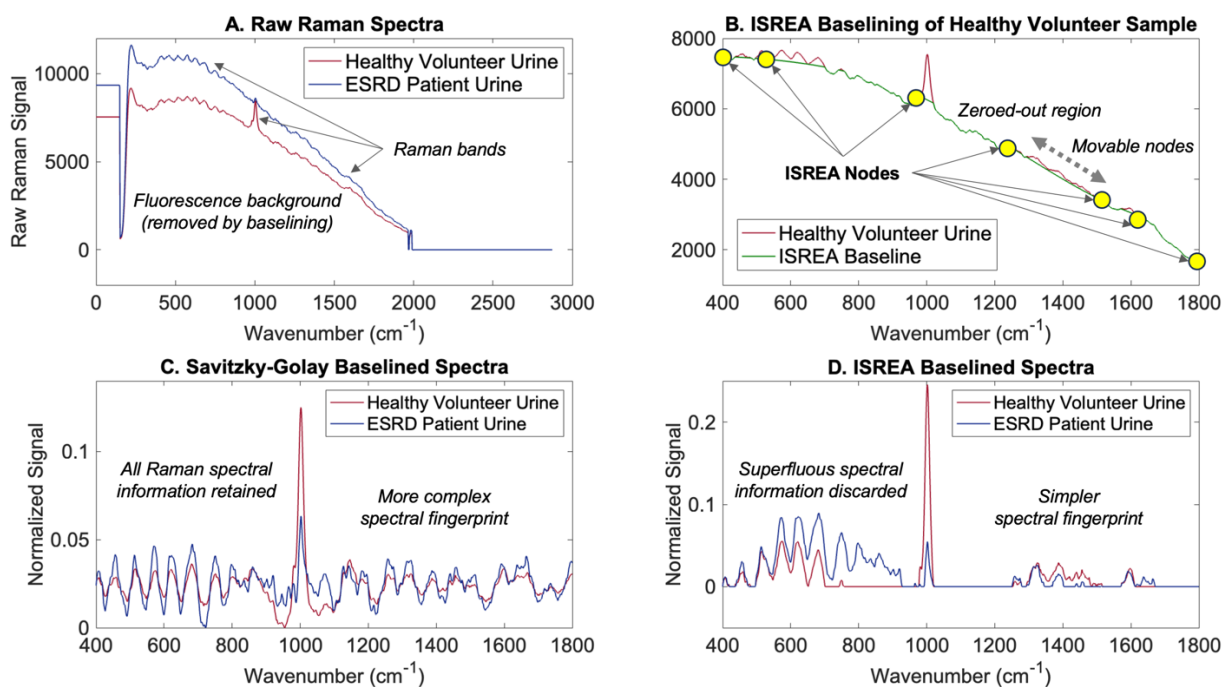 A. Raw Raman Spectra
Healthy Volunteer Urine
ESRD Patient Urine
Raman bands
Fluorescence background
(removed by baselining)
Raw Raman Signal
10000
5000
0
0 500 1000 1500 2000 2500 3000
Wavenumber (cm⁻¹)
B. ISREA Baselining of Healthy Volunteer Sample
8000
6000
4000
2000
Zeroed-out region
Movable nodes
ISREA Nodes
Healthy Volunteer Urine
ISREA Baseline
400 600 800 1000 1200 1400 1600 1800
Wavenumber (cm⁻¹)
C. Savitzky-Golay Baselined Spectra
Healthy Volunteer Urine
ESRD Patient Urine
All Raman spectral
information retained
More complex
spectral fingerprint
Normalized Signal
0.1
0.05
0
400 600 800 1000 1200 1400 1600 1800
Wavenumber (cm⁻¹)
D. ISREA Baselined Spectra
Healthy Volunteer Urine
ESRD Patient Urine
Superfluous spectral
information discarded
Simpler
spectral fingerprint
Normalized Signal
0.2
0.1
0
400 600 800 1000 1200 1400 1600 1800
Wavenumber (cm⁻¹)